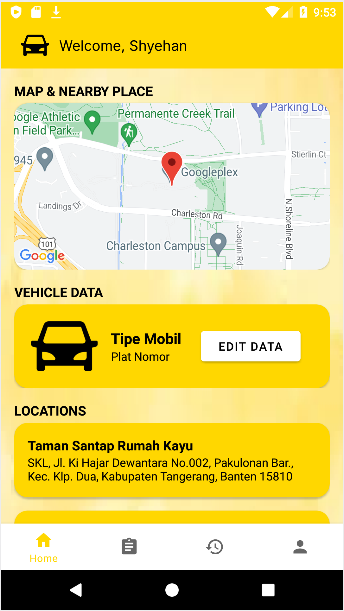 9:53
Welcome, Shyehan
MAP & NEARBY PLACE
Permanente Creek Trail
Parking Lot
oogle Athletic
n Field Park...
945
Stierlin Ct
Googleplex
Landings Dr
Charleston Rd
N Shoreline Blvd
Joaquin Rd
Charleston Campus
101
Google
VEHICLE DATA
Tipe Mobil
Plat Nomor
EDIT DATA
LOCATIONS
Taman Santap Rumah Kayu
SKL, Jl. Ki Hajar Dewantara No.002, Pakulonan Bar.,
Kec. Klp. Dua, Kabupaten Tangerang, Banten 15810
Home